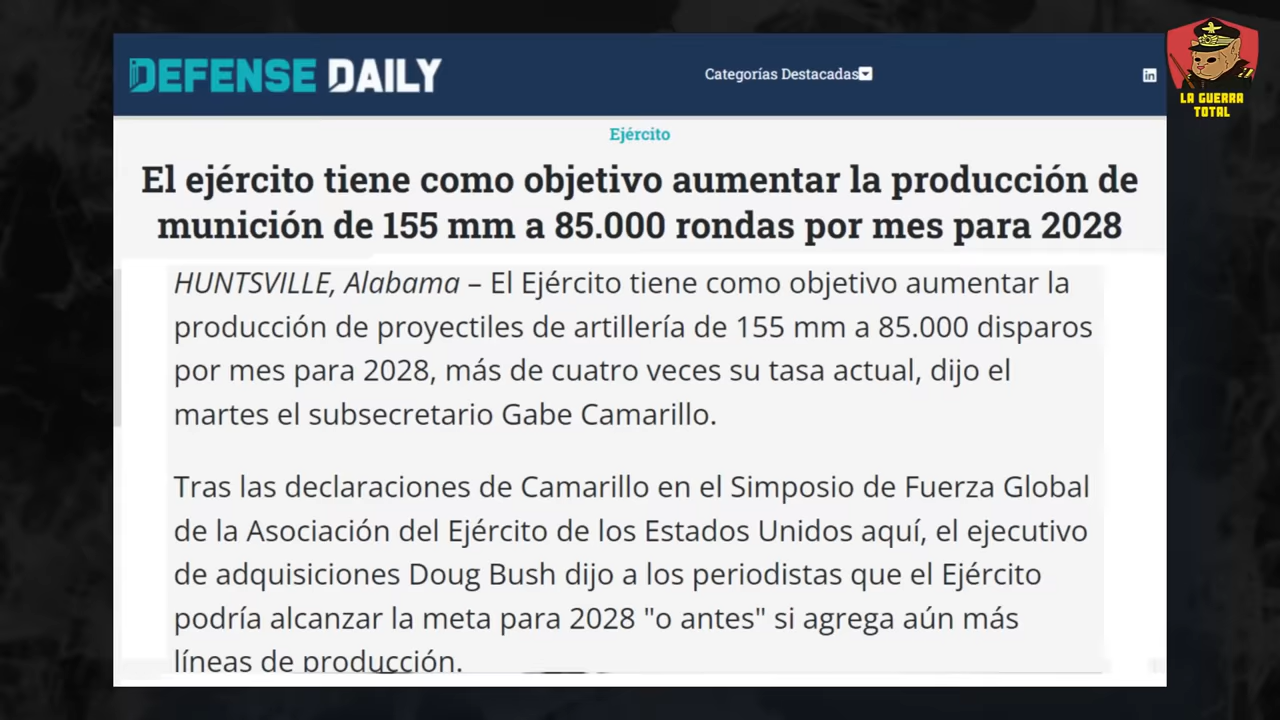 DEFENSE DAILY
Categorías Destacadas
in
LA GUERRA
TOTAL
Ejército
El ejército tiene como objetivo aumentar la producción de
munición de 155 mm a 85.000 rondas por mes para 2028
HUNTSVILLE, Alabama – El Ejército tiene como objetivo aumentar la
producción de proyectiles de artillería de 155 mm a 85.000 disparos
por mes para 2028, más de cuatro veces su tasa actual, dijo el
martes el subsecretario Gabe Camarillo.
Tras las declaraciones de Camarillo en el Simposio de Fuerza Global
de la Asociación del Ejército de los Estados Unidos aquí, el ejecutivo
de adquisiciones Doug Bush dijo a los periodistas que el Ejército
podría alcanzar la meta para 2028 "o antes" si agrega aún más
líneas de producción.